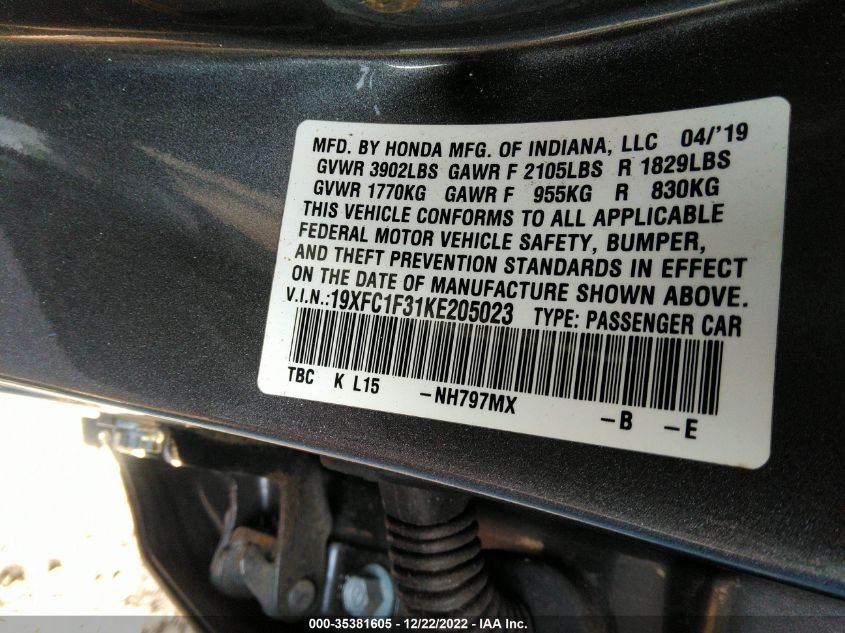 MFD. BY HONDA MFG. OF INDIANA, LLC 04/'19
GVWR 3902LBS GAWR F 2105LBS R 1829LBS
GVWR 1770KG GAWR F 955KG R 830KG
THIS VEHICLE CONFORMS TO ALL APPLICABLE
FEDERAL MOTOR VEHICLE SAFETY, BUMPER,
AND THEFT PREVENTION STANDARDS IN EFFECT
ON THE DATE OF MANUFACTURE SHOWN ABOVE.
V.I.N.:19XFC1F31KE205023 TYPE: PASSENGER CAR
TBC K L15 -NH797MX -B -E
000-35381605 - 12/22/2022 - IAA Inc.